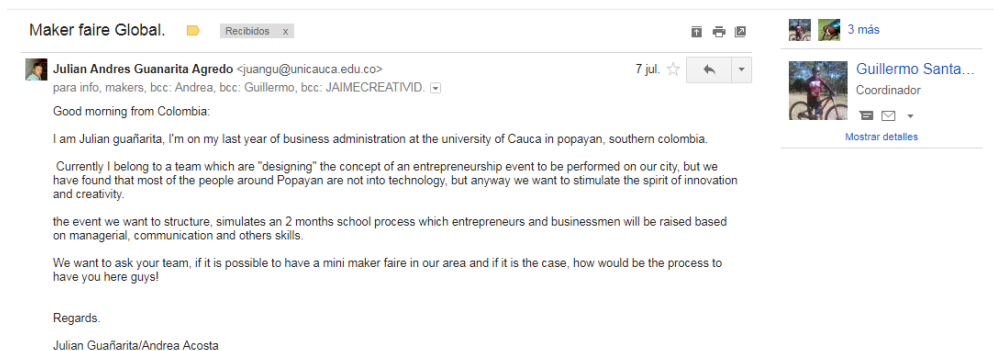 Maker faire Global.
Recibidos x
3 más
Julian Andres Guanarita Agredo <juangu@unicauca.edu.co>
7 jul.
para info, makers, bcc: Andrea, bcc: Guillermo, bcc: JAIMECREATIVID.
Guillermo Santa…
Coordinador
Mostrar detalles
Good morning from Colombia:
I am Julian guañarita, I'm on my last year of business administration at the university of Cauca in popayan, southern colombia.
Currently I belong to a team which are "designing" the concept of an entrepreneurship event to be performed on our city, but we
have found that most of the people around Popayan are not into technology, but anyway we want to stimulate the spirit of innovation
and creativity.
the event we want to structure, simulates an 2 months school process which entrepreneurs and businessmen will be raised based
on managerial, communication and others skills.
We want to ask your team, if it is possible to have a mini maker faire in our area and if it is the case, how would be the process to
have you here guys!
Regards.
Julian Guañarita/Andrea Acosta